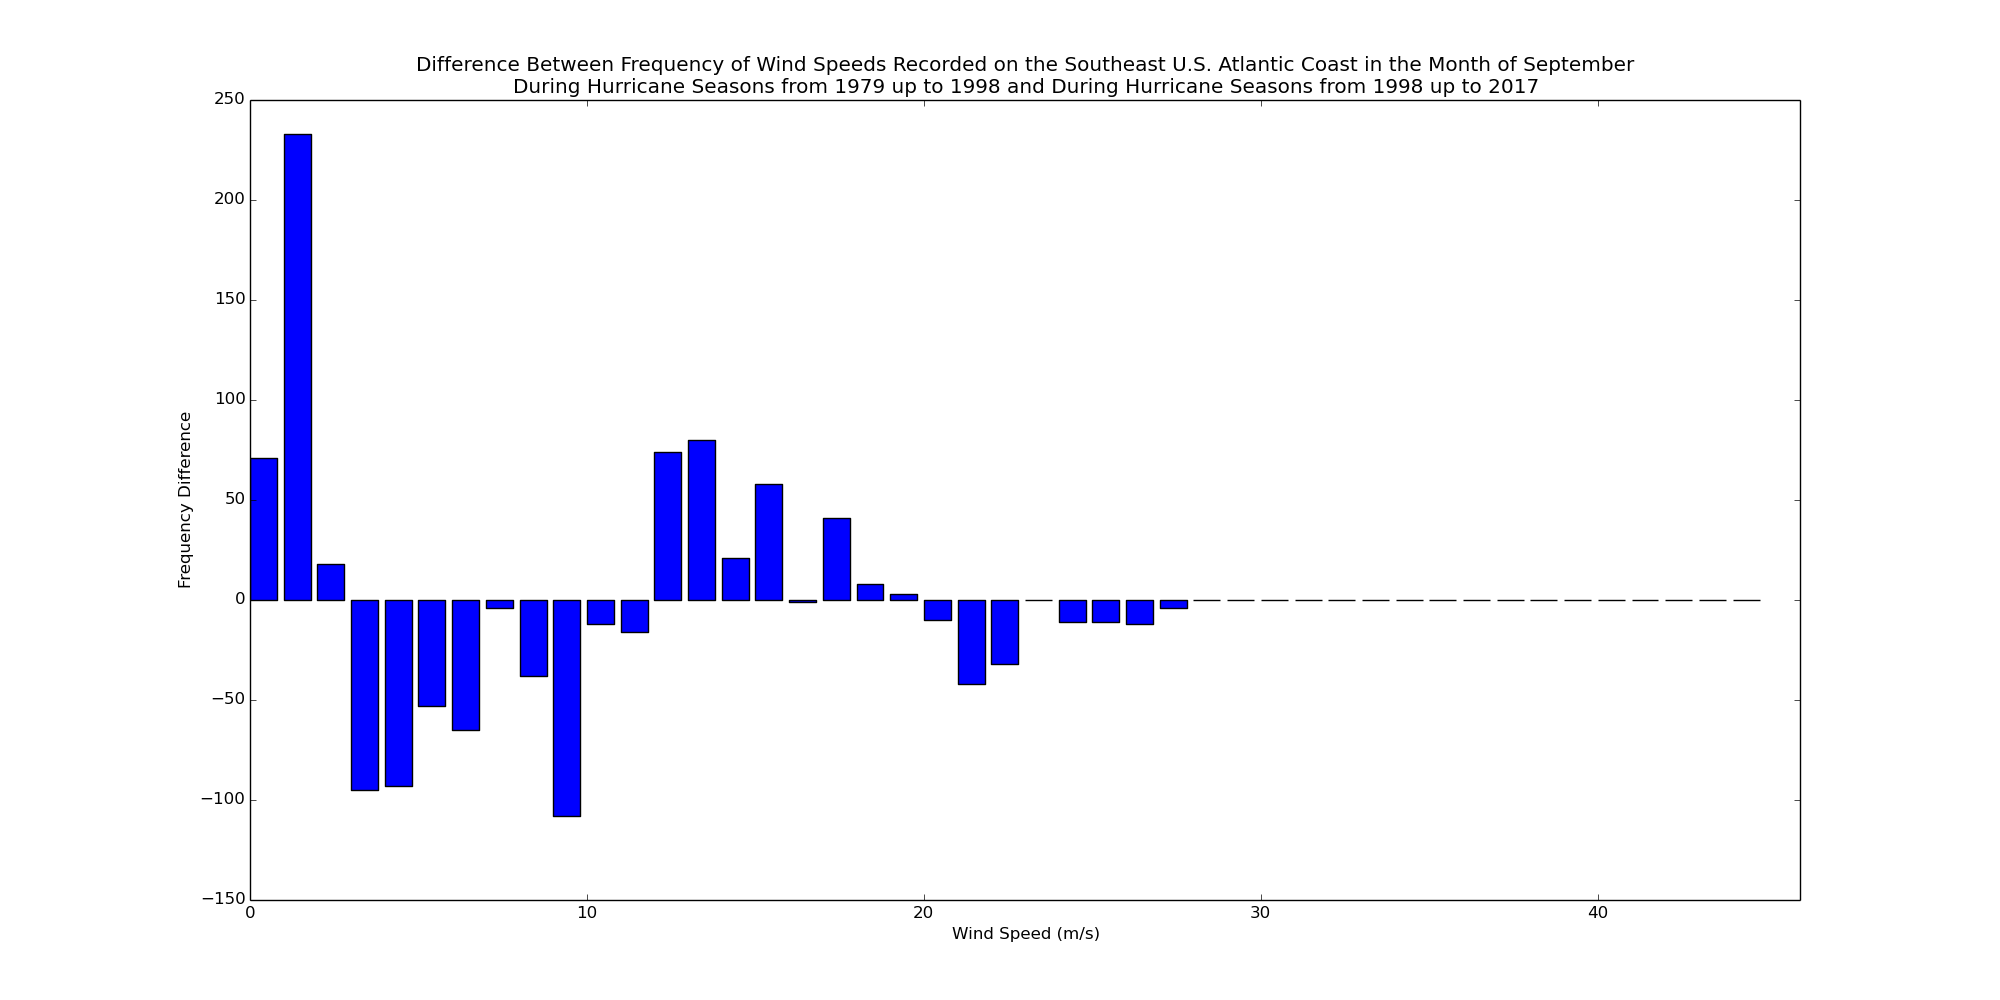 Difference Between Frequency of Wind Speeds Recorded on the Southeast U.S. Atlantic Coast in the Month of September
During Hurricane Seasons from 1979 up to 1998 and During Hurricane Seasons from 1998 up to 2017
250
200
150
100
50
0
−50
−100
−150
Frequency Difference
0 10 20 30 40
Wind Speed (m/s)